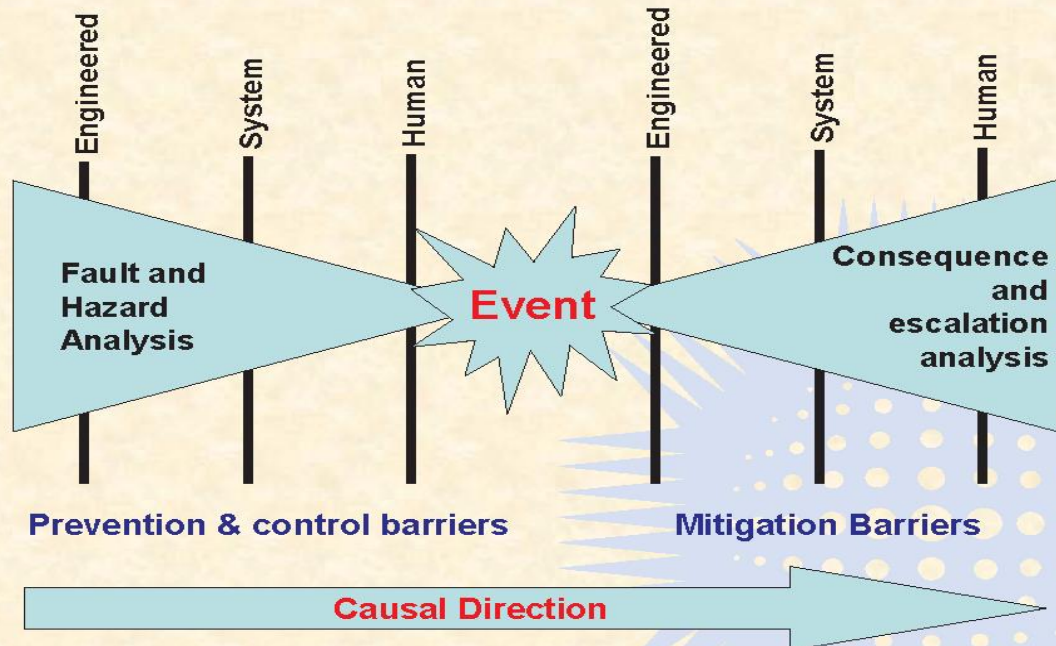 Engineered
System
Human
Engineered
System
Human
Fault and
Hazard
Analysis
Event
Consequence
and
escalation
analysis
Prevention & control barriers
Mitigation Barriers
Causal Direction